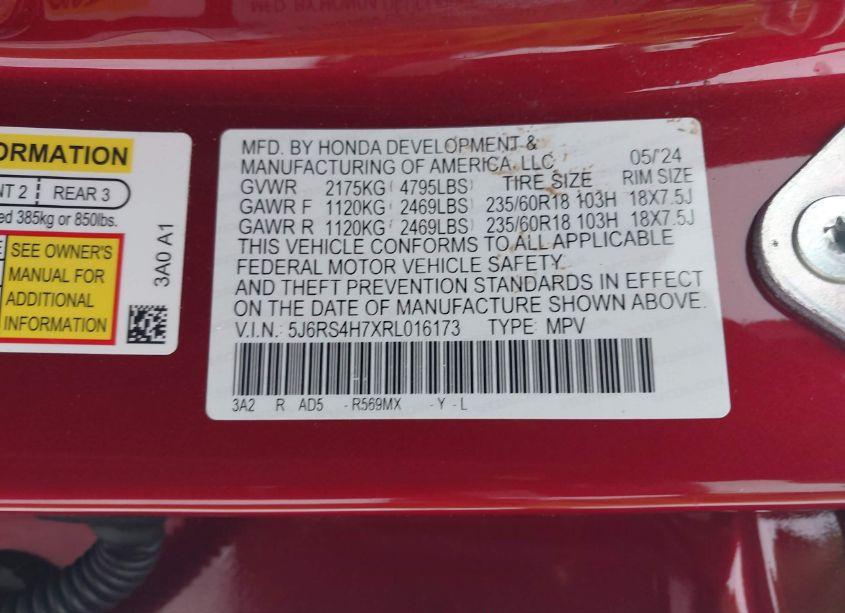 ORMATION
NT 2 REAR 3
ed 385kg or 850lbs.
SEE OWNER'S
MANUAL FOR
ADDITIONAL
INFORMATION
3A0 A1
MFD. BY HONDA DEVELOPMENT &
MANUFACTURING OF AMERICA, LLC 05/'24
GVWR 2175KG( 4795LBS) TIRE SIZE RIM SIZE
GAWR F 1120KG( 2469LBS) 235/60R18 103H 18X7.5J
GAWR R 1120KG( 2469LBS) 235/60R18 103H 18X7.5J
THIS VEHICLE CONFORMS TO ALL APPLICABLE
FEDERAL MOTOR VEHICLE SAFETY
AND THEFT PREVENTION STANDARDS IN EFFECT
ON THE DATE OF MANUFACTURE SHOWN ABOVE.
V.I.N.: 5J6RS4H7XRL016173 TYPE: MPV
3A2 R AD5 -R569MX -Y -L